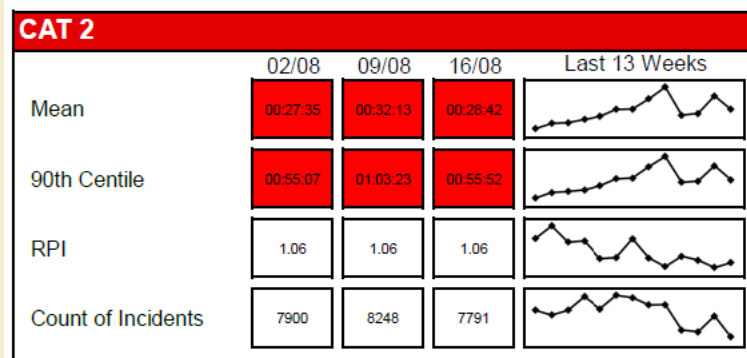 CAT 2
02/08 09/08 16/08 Last 13 Weeks
Mean 00:27:35 00:32:13 00:28:42
90th Centile 00:55:07 01:03:23 00:55:52
RPI 1.06 1.06 1.06
Count of Incidents 7900 8248 7791